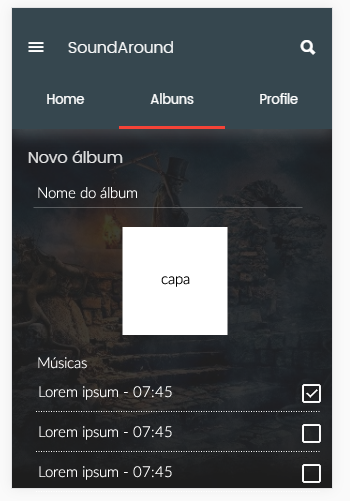 SoundAround
Home Albuns Profile
Novo álbum
Nome do álbum
capa
Músicas
Lorem ipsum - 07:45
Lorem ipsum - 07:45
Lorem ipsum - 07:45